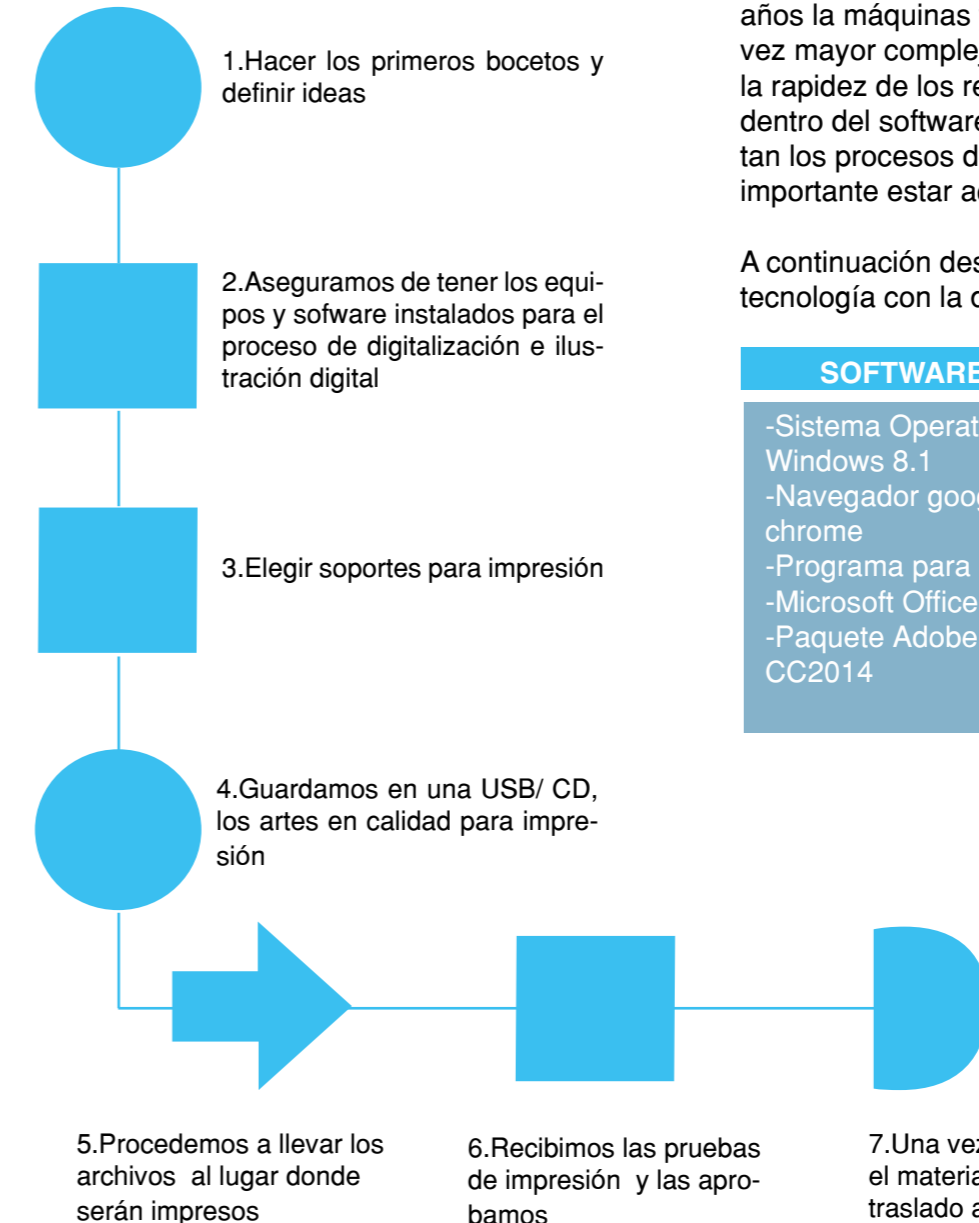 1.Hacer los primeros bocetos y
definir ideas
2.Aseguramos de tener los equi-
pos y sofware instalados para el
proceso de digitalización e ilus-
tración digital
3.Elegir soportes para impresión
4.Guardamos en una USB/ CD,
los artes en calidad para impre-
sión
5.Procedemos a llevar los
archivos al lugar donde
serán impresos
6.Recibimos las pruebas
de impresión y las apro-
bamos
7.Una vez
el materia
traslado a
años la máquinas
vez mayor comple
la rapidez de los re
dentro del software
tan los procesos d
importante estar a
A continuación des
tecnología con la
SOFTWARE
-Sistema Operat
Windows 8.1
-Navegador goog
chrome
-Programa para
-Microsoft Office
-Paquete Adobe
CC2014